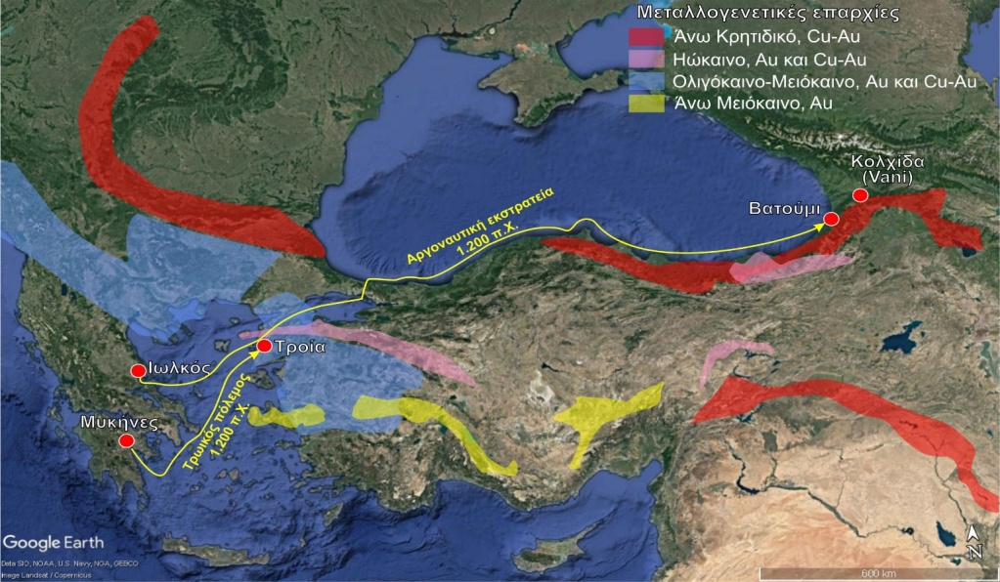 Μεταλλογενετικές επαρχίες
Άνω Κρητιδικό, Cu-Au
Ηώκαινο, Au και Cu-Au
Ολιγόκαινο-Μειόκαινο, Au και Cu-Au
Άνω Μειόκαινο, Au
Κολχίδα
(Vani)
Βατούμι
Αργοναυτική εκστρατεία
1.200 π.Χ.
Τροία
Ιωλκός
Μυκήνες
Τρωικός πόλεμος
1.200 π.Χ.
Google Earth
Data SIO, NOAA, U.S. Navy, NGA, GEBCO
Image Landsat / Copernicus
N
600 km